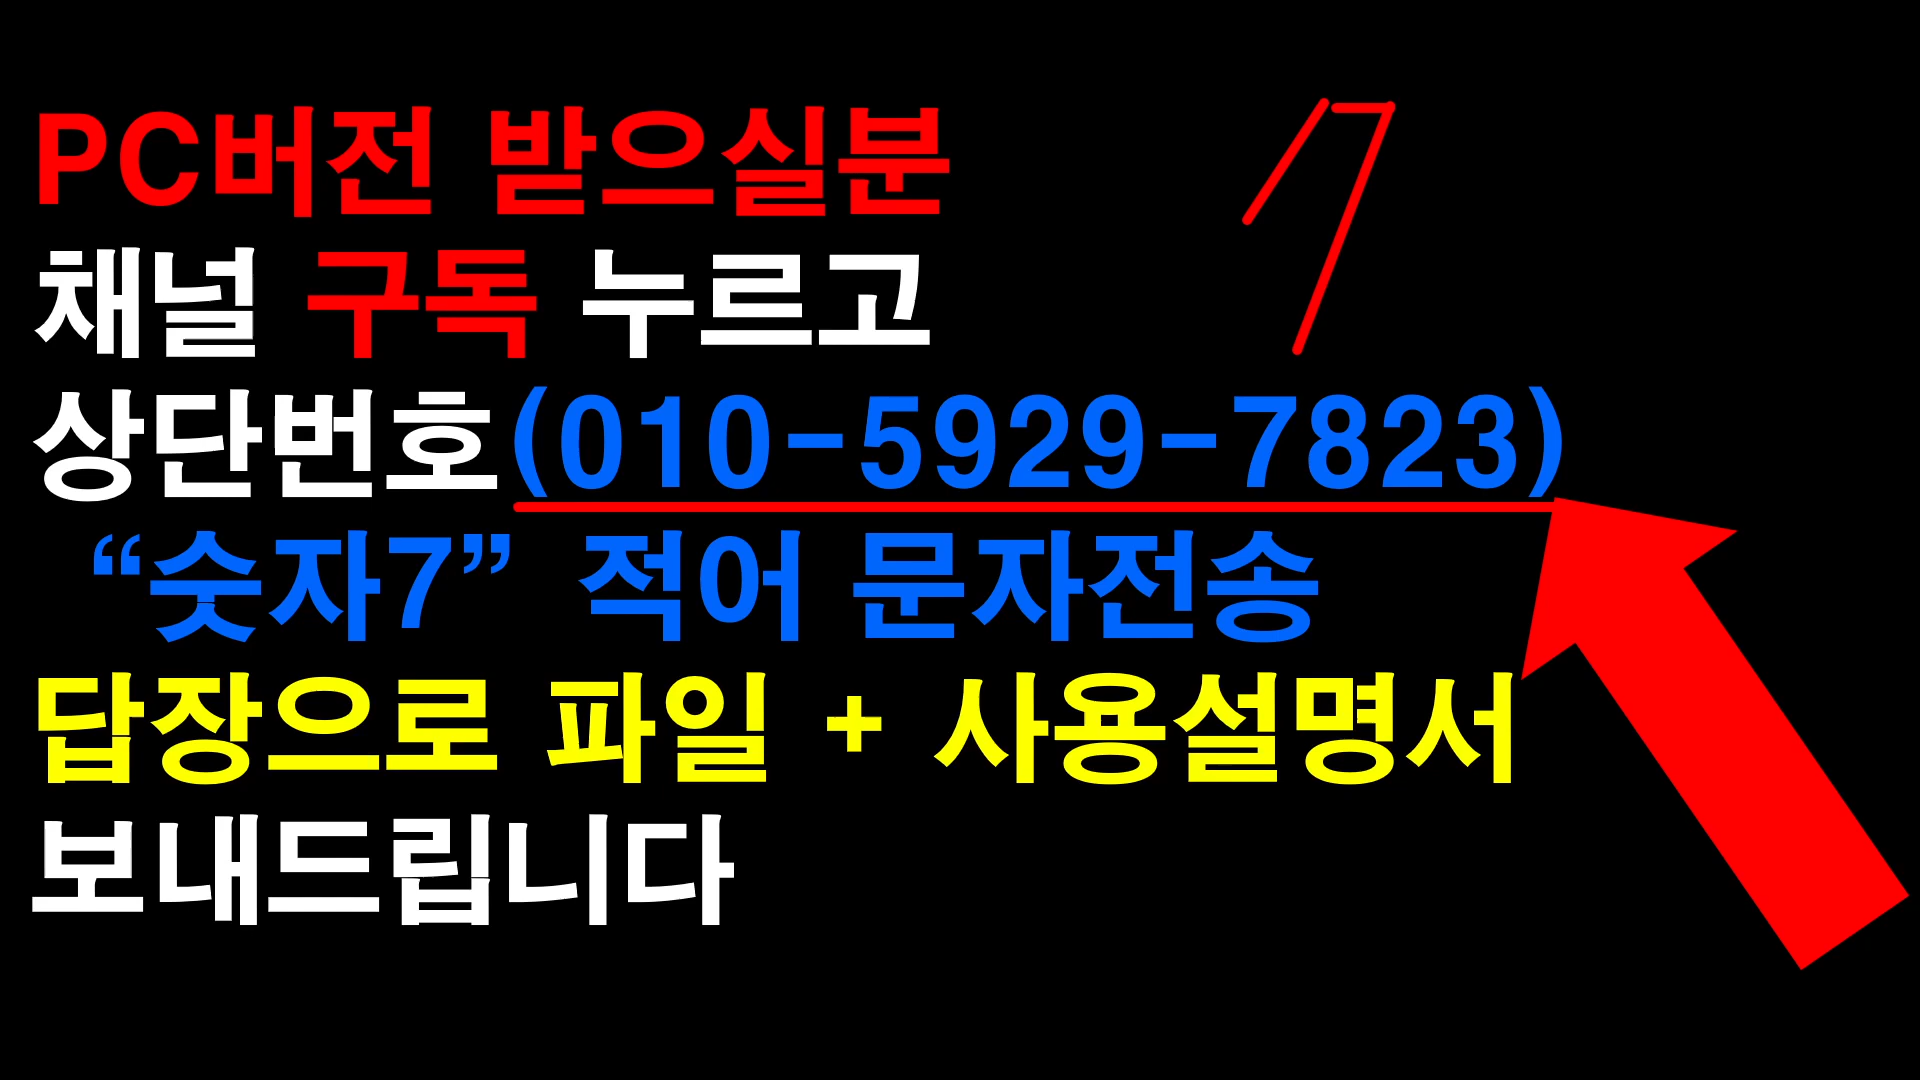 PC버전 받으실분
채널 구독 누르고
상단번호(010-5929-7823)
“숫자7” 적어 문자전송
답장으로 파일 + 사용설명서
보내드립니다
7